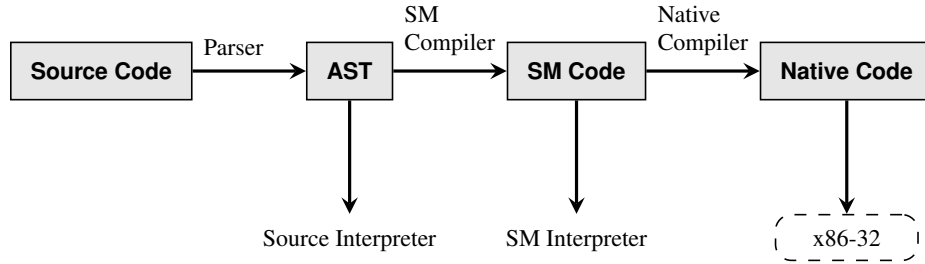 SM
Compiler
Native
Compiler
Parser
Source Code
AST
SM Code
Native Code
Source Interpreter
SM Interpreter
x86-32